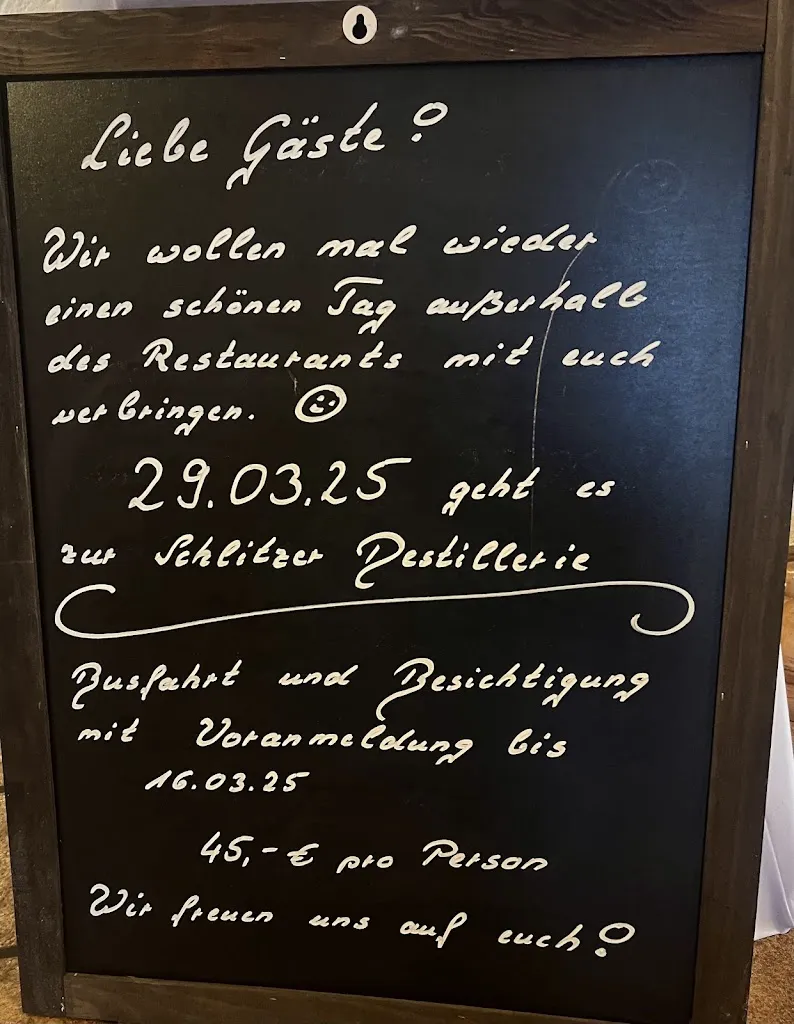 Liebe Gäste!
Wir wollen mal wieder
einen schönen Tag außerhalb
des Restaurants mit euch
verbringen. ☺
29.03.25 geht es
zur Schlitzer Destillerie
Busfahrt und Besichtigung
mit Voranmeldung bis
16.03.25
45,-€ pro Person
Wir freuen uns auf euch!